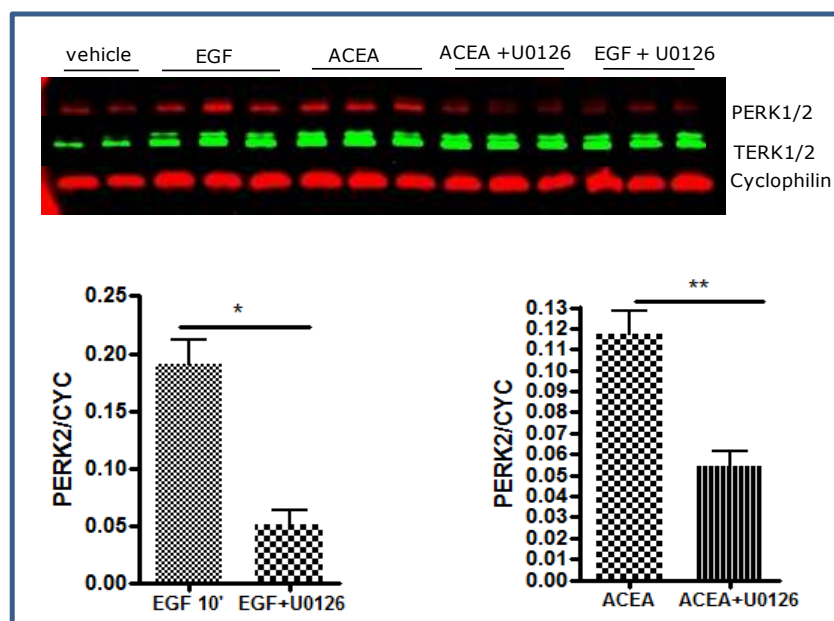 vehicle EGF ACEA ACEA +U0126 EGF + U0126
PERK1/2
TERK1/2
Cyclophilin
*
0.25
0.20
0.15
0.10
0.05
0.00
PERK2/CYC
EGF 10' EGF+U0126
**
0.13
0.12
0.11
0.10
0.09
0.08
0.07
0.06
0.05
0.04
0.03
0.02
0.01
0.00
PERK2/CYC
ACEA ACEA+U0126